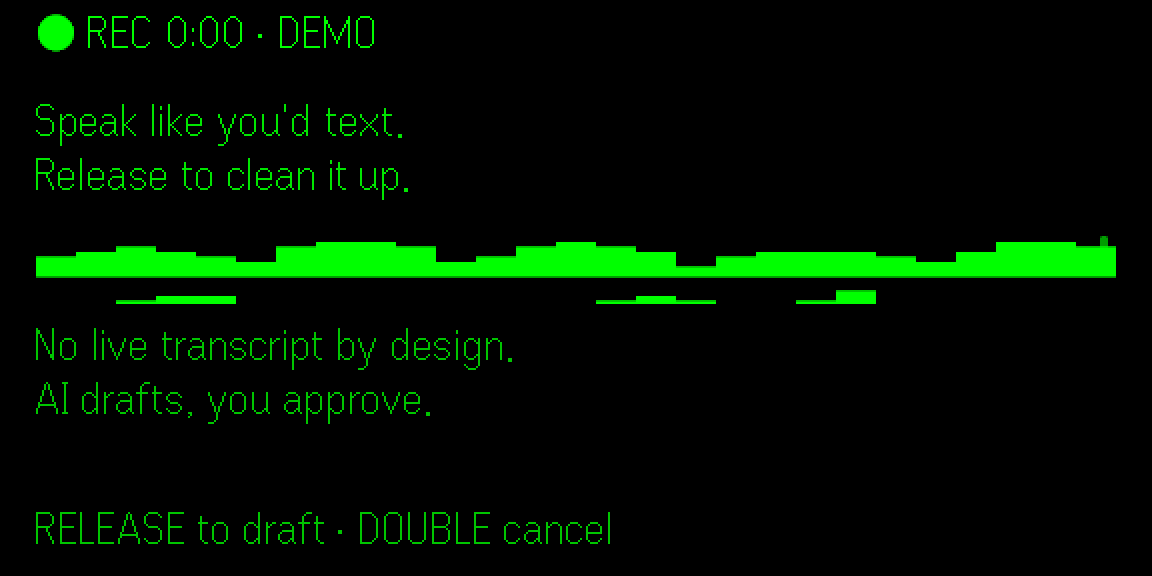 REC 0:00 · DEMO
Speak like you'd text.
Release to clean it up.
No live transcript by design.
AI drafts, you approve.
RELEASE to draft · DOUBLE cancel